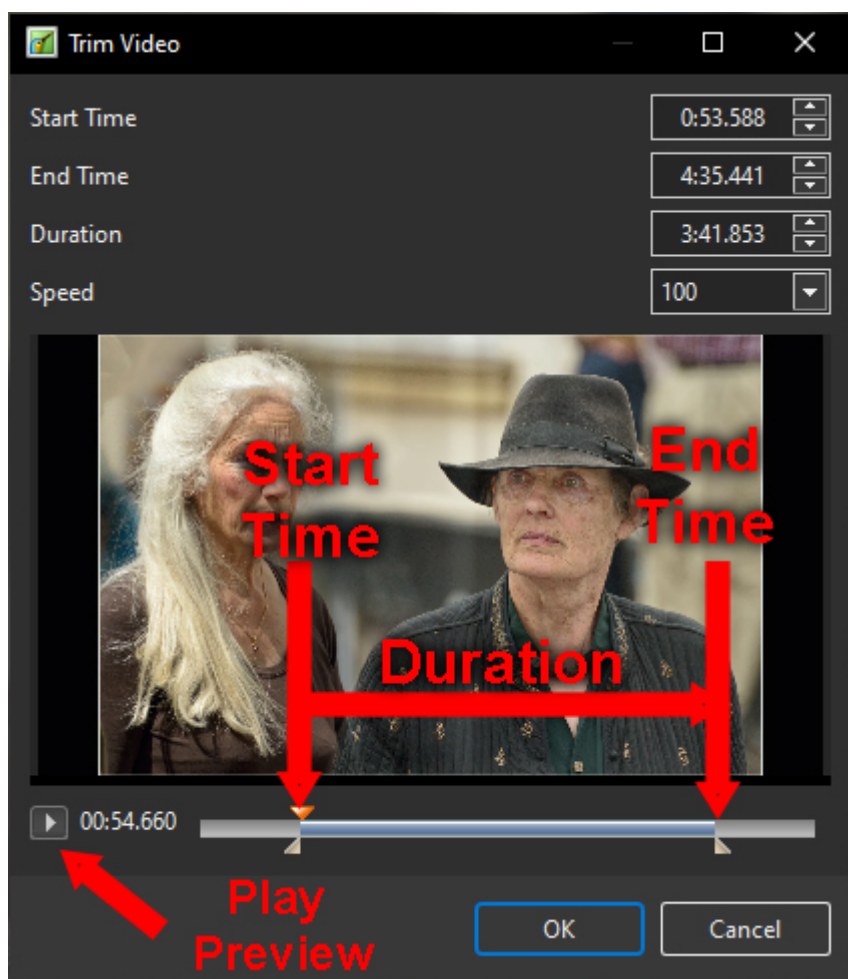 Trim Video
Start Time 0:53.588
End Time 4:35.441
Duration 3:41.853
Speed 100
Start
Time
End
Time
Duration
00:54.660
Play
Preview
OK
Cancel